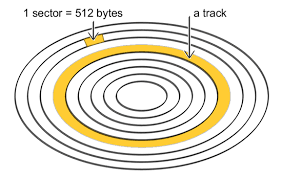 1 sector = 512 bytes
a track